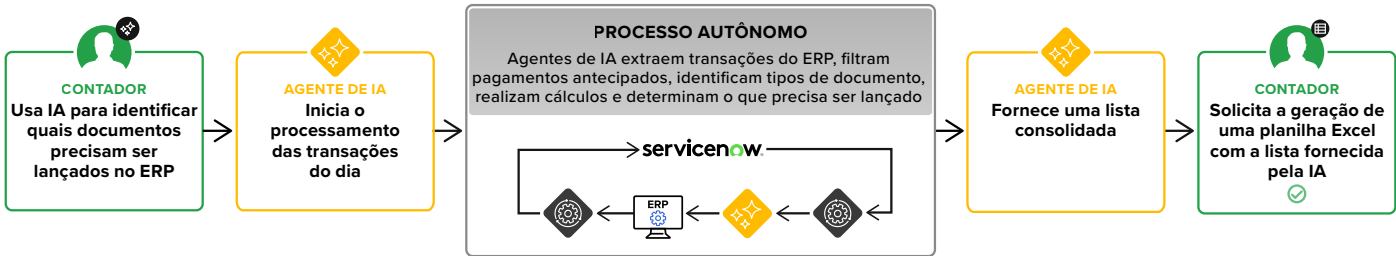 CONTADOR
Usa IA para identificar
quais documentos
precisam ser
lançados no ERP
AGENTE DE IA
Inicia o
processamento
das transações
do dia
PROCESSO AUTÔNOMO
Agentes de IA extraem transações do ERP, filtram
pagamentos antecipados, identificam tipos de documento,
realizam cálculos e determinam o que precisa ser lançado
servicenow.
ERP
AGENTE DE IA
Fornece uma lista
consolidada
CONTADOR
Solicita a geração de
uma planilha Excel
com a lista fornecida
pela IA